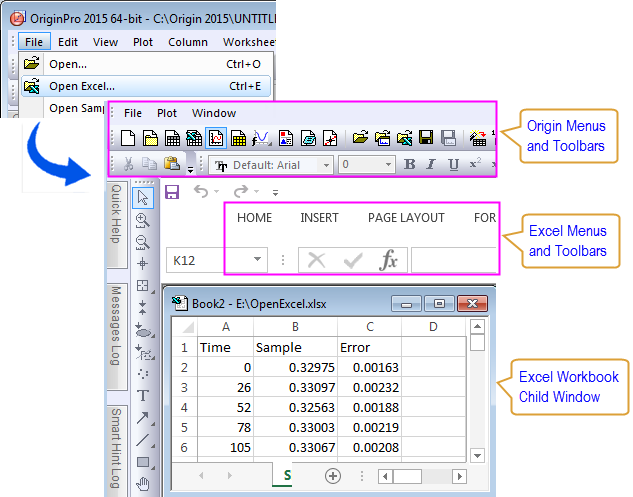 OriginPro 2015 64-bit - C:\Origin 2015\UNTITL
File Edit View Plot Column Worksheet
Open... Ctrl+O
Open Excel... Ctrl+E
Open Sam
File Plot Window
Origin Menus
and Toolbars
Default: Arial 0 B I U x²
HOME INSERT PAGE LAYOUT FOR
Excel Menus
and Toolbars
K12 fx
Quick Help
Messages Log
Smart Hint Log
T
Book2 - E:\OpenExcel.xlsx
A B C D
1 Time Sample Error
2 0 0.32975 0.00163
3 26 0.33097 0.00232
4 52 0.32563 0.00188
5 78 0.33003 0.00219
6 105 0.33067 0.00208
S
Excel Workbook
Child Window